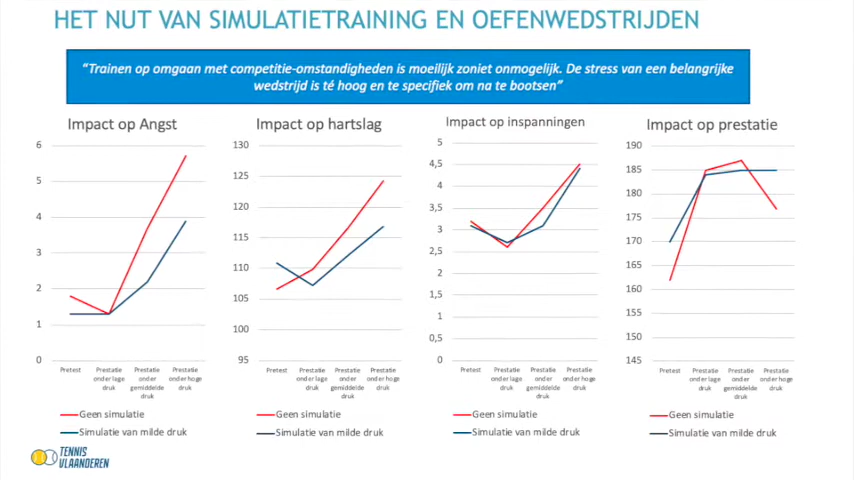 HET NUT VAN SIMULATIETRAINING EN OEFENWEDSTRIJDEN
“Trainen op omgaan met competitie-omstandigheden is moeilijk zoniet onmogelijk. De stress van een belangrijke
wedstrijd is té hoog en te specifiek om na te bootsen”
Impact op Angst
6
5
4
3
2
1
0
Pretest
Prestatie
onder lage
druk
Prestatie
onder
gemiddelde
druk
Prestatie
onder hoge
druk
Geen simulatie
Simulatie van milde druk
Impact op hartslag
130
125
120
115
110
105
100
95
Pretest
Prestatie
onder lage
druk
Prestatie
onder
gemiddelde
druk
Prestatie
onder hoge
druk
Geen simulatie
Simulatie van milde druk
Impact op inspanningen
5
4,5
4
3,5
3
2,5
2
1,5
1
0,5
0
Pretest
Prestatie
onder lage
druk
Prestatie
onder
gemiddelde
druk
Prestatie
onder hoge
druk
Geen simulatie
Simulatie van milde druk
Impact op prestatie
190
185
180
175
170
165
160
155
150
145
Pretest
Prestatie
onder lage
druk
Prestatie
onder
gemiddelde
druk
Prestatie
onder hoge
druk
Geen simulatie
Simulatie van milde druk
TENNIS
VLAANDEREN